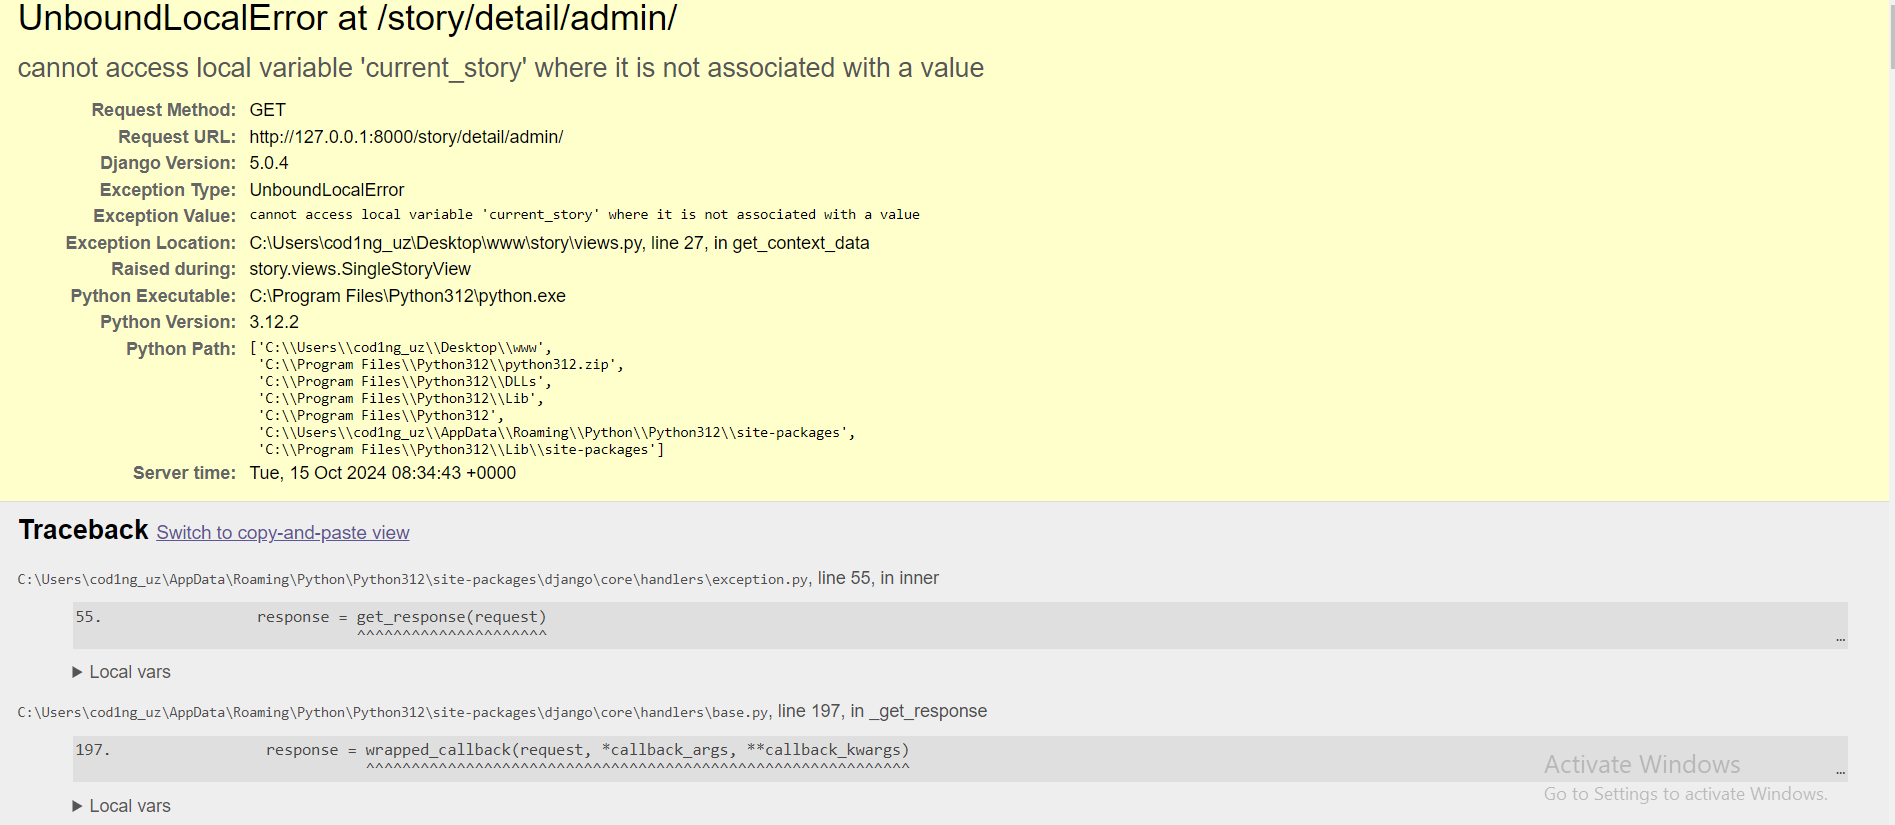 UnboundLocalError at /story/detail/admin/
cannot access local variable 'current_story' where it is not associated with a value
Request Method: GET
Request URL: http://127.0.0.1:8000/story/detail/admin/
Django Version: 5.0.4
Exception Type: UnboundLocalError
Exception Value: cannot access local variable 'current_story' where it is not associated with a value
Exception Location: C:\Users\cod1ng_uz\Desktop\www\story\views.py, line 27, in get_context_data
Raised during: story.views.SingleStoryView
Python Executable: C:\Program Files\Python312\python.exe
Python Version: 3.12.2
Python Path: ['C:\\Users\\cod1ng_uz\\Desktop\\www',
'C:\\Program Files\\Python312\\python312.zip',
'C:\\Program Files\\Python312\\DLLs',
'C:\\Program Files\\Python312\\Lib',
'C:\\Program Files\\Python312',
'C:\\Users\\cod1ng_uz\\AppData\\Roaming\\Python\\Python312\\site-packages',
'C:\\Program Files\\Python312\\Lib\\site-packages']
Server time: Tue, 15 Oct 2024 08:34:43 +0000
Traceback Switch to copy-and-paste view
C:\Users\cod1ng_uz\AppData\Roaming\Python\Python312\site-packages\django\core\handlers\exception.py, line 55, in inner
55. response = get_response(request)
^^^^^^^^^^^^^^^^^^^^^
…
▶ Local vars
C:\Users\cod1ng_uz\AppData\Roaming\Python\Python312\site-packages\django\core\handlers\base.py, line 197, in _get_response
197. response = wrapped_callback(request, *callback_args, **callback_kwargs)
^^^^^^^^^^^^^^^^^^^^^^^^^^^^^^^^^^^^^^^^^^^^^^^^^^^^^^^^^^^^
…
▶ Local vars
Activate Windows
Go to Settings to activate Windows.